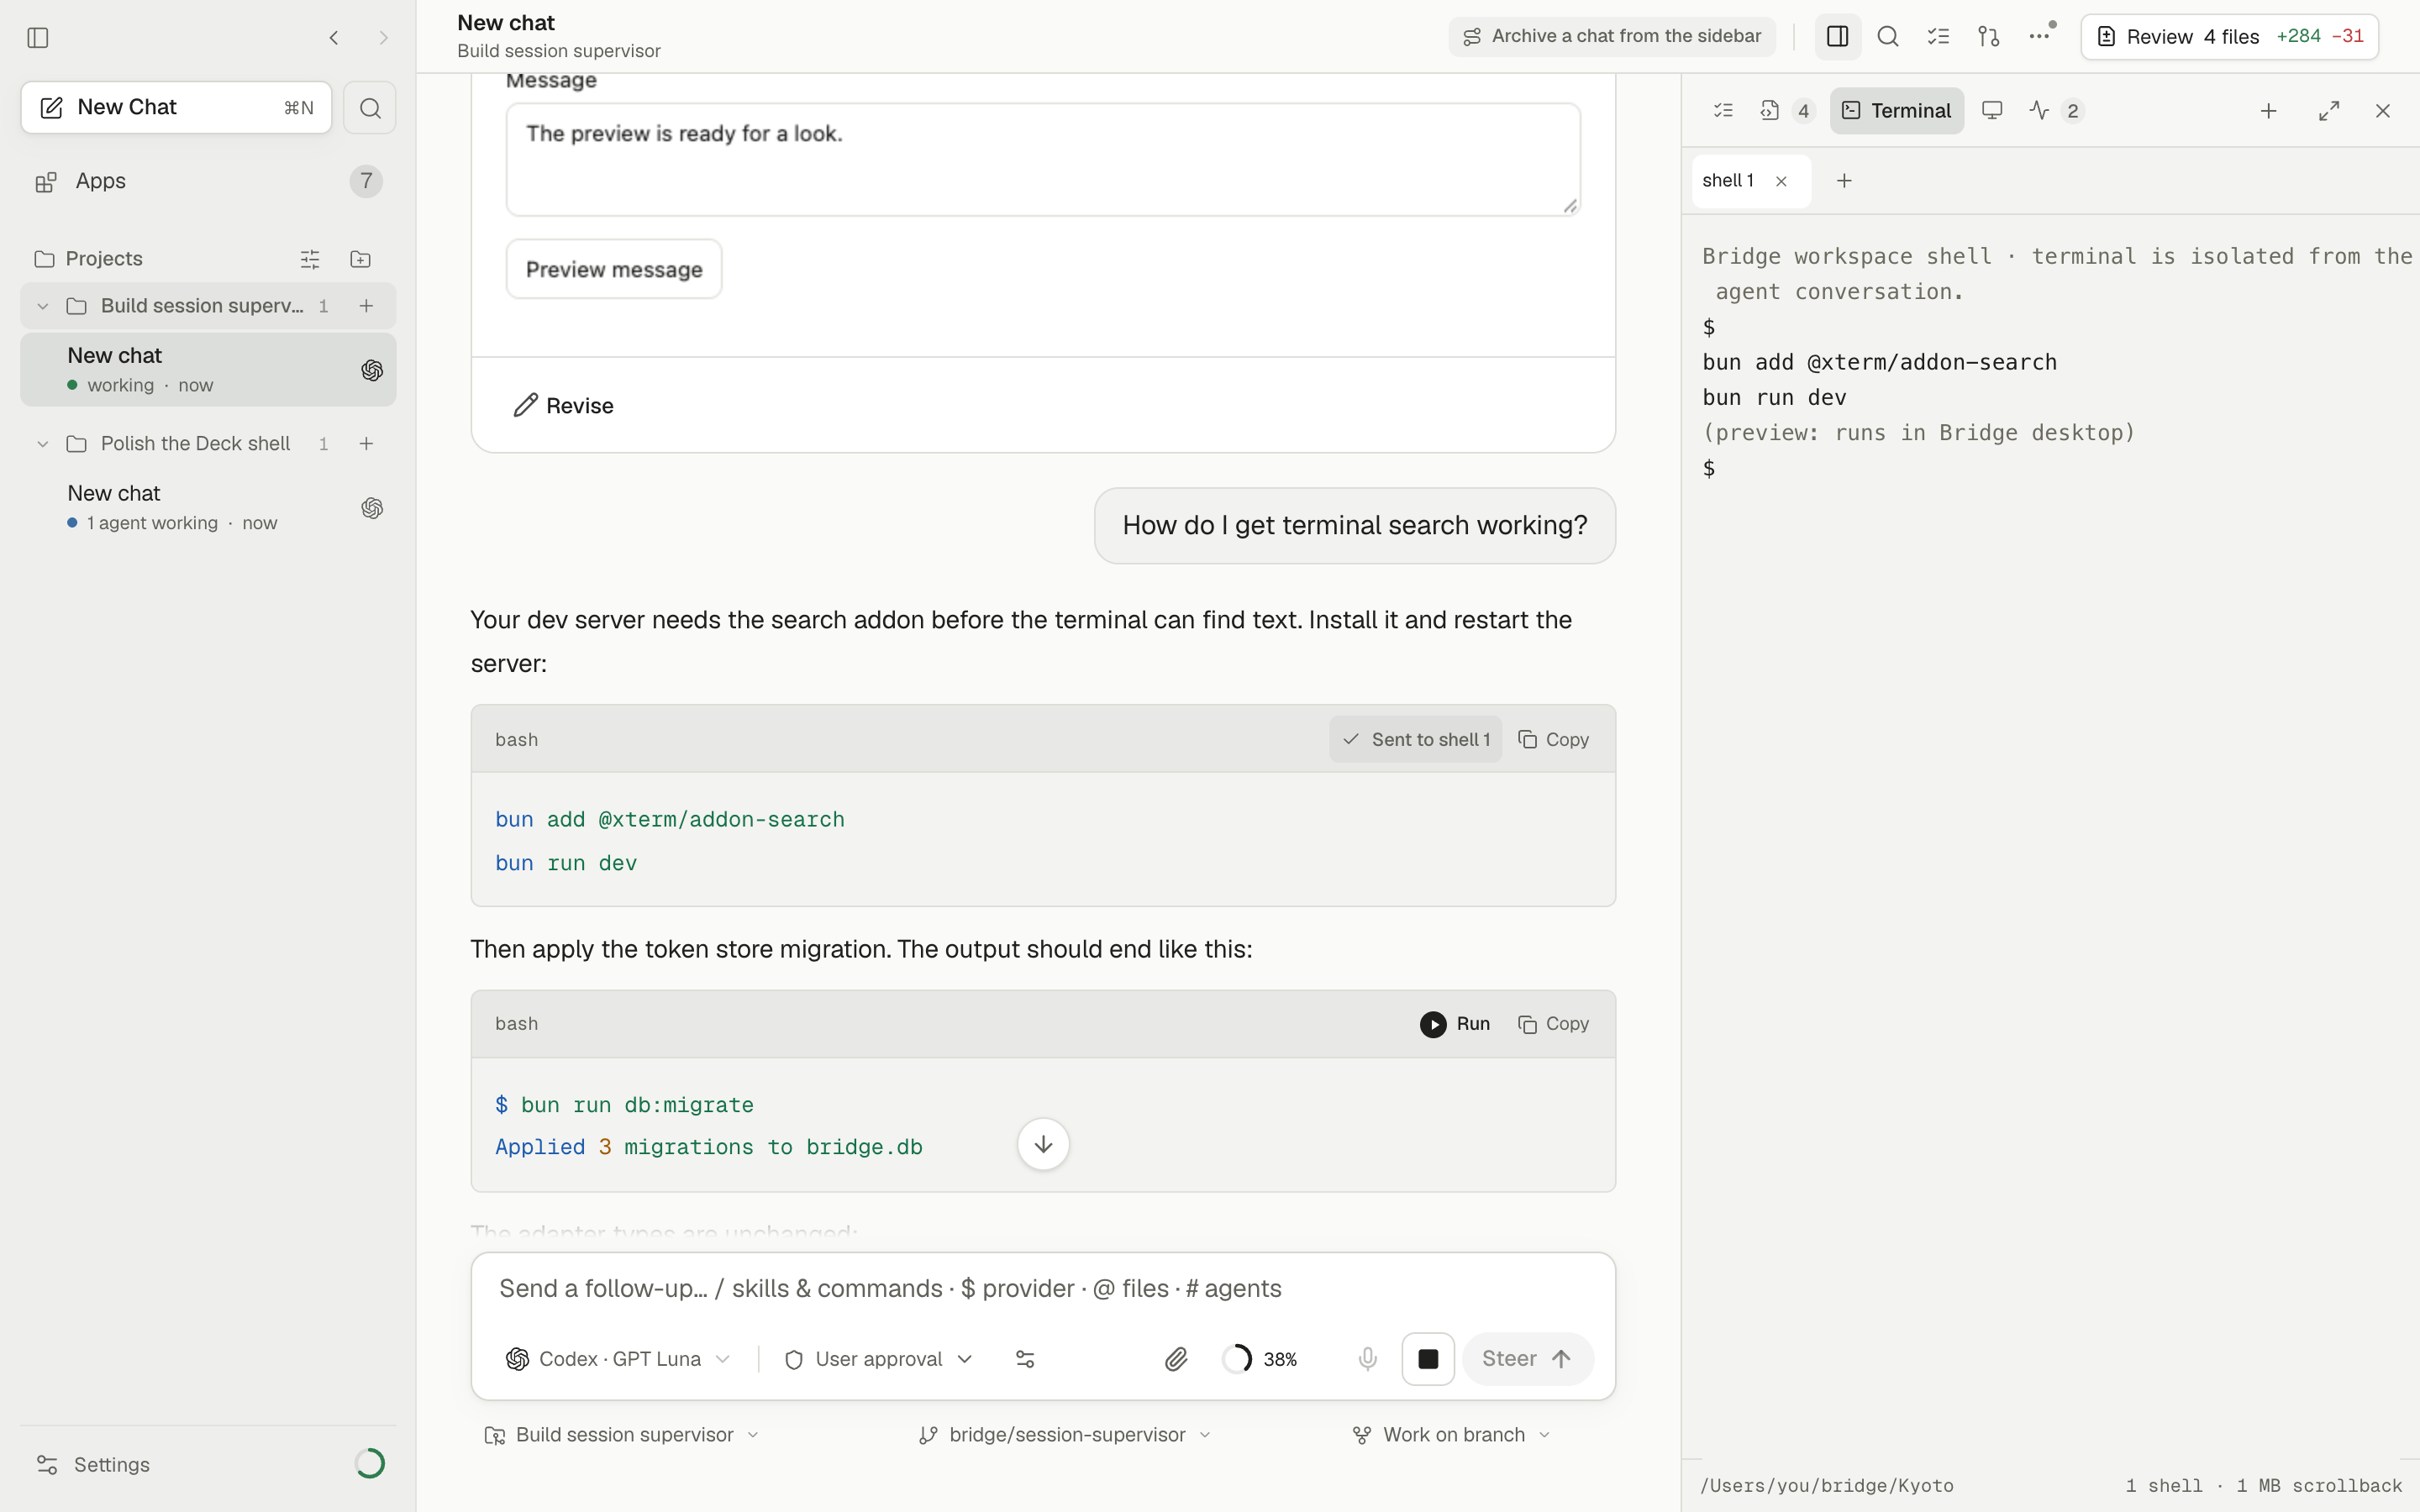 New Chat ⌘N
Apps 7
Projects
Build session superv... 1
New chat
working · now
Polish the Deck shell 1
New chat
1 agent working · now
Settings
New chat
Build session supervisor
Archive a chat from the sidebar
Review 4 files +284 −31
Message
The preview is ready for a look.
Preview message
Revise
How do I get terminal search working?
Your dev server needs the search addon before the terminal can find text. Install it and restart the
server:
bash
Sent to shell 1
Copy
bun add @xterm/addon-search
bun run dev
Then apply the token store migration. The output should end like this:
bash
Run
Copy
$ bun run db:migrate
Applied 3 migrations to bridge.db
The adapter types are unchanged:
Send a follow-up... / skills & commands · $ provider · @ files · # agents
Codex · GPT Luna
User approval
38%
Steer
Build session supervisor
bridge/session-supervisor
Work on branch
4
Terminal
2
shell 1
Bridge workspace shell · terminal is isolated from the
agent conversation.
$
bun add @xterm/addon-search
bun run dev
(preview: runs in Bridge desktop)
$
/Users/you/bridge/Kyoto
1 shell · 1 MB scrollback